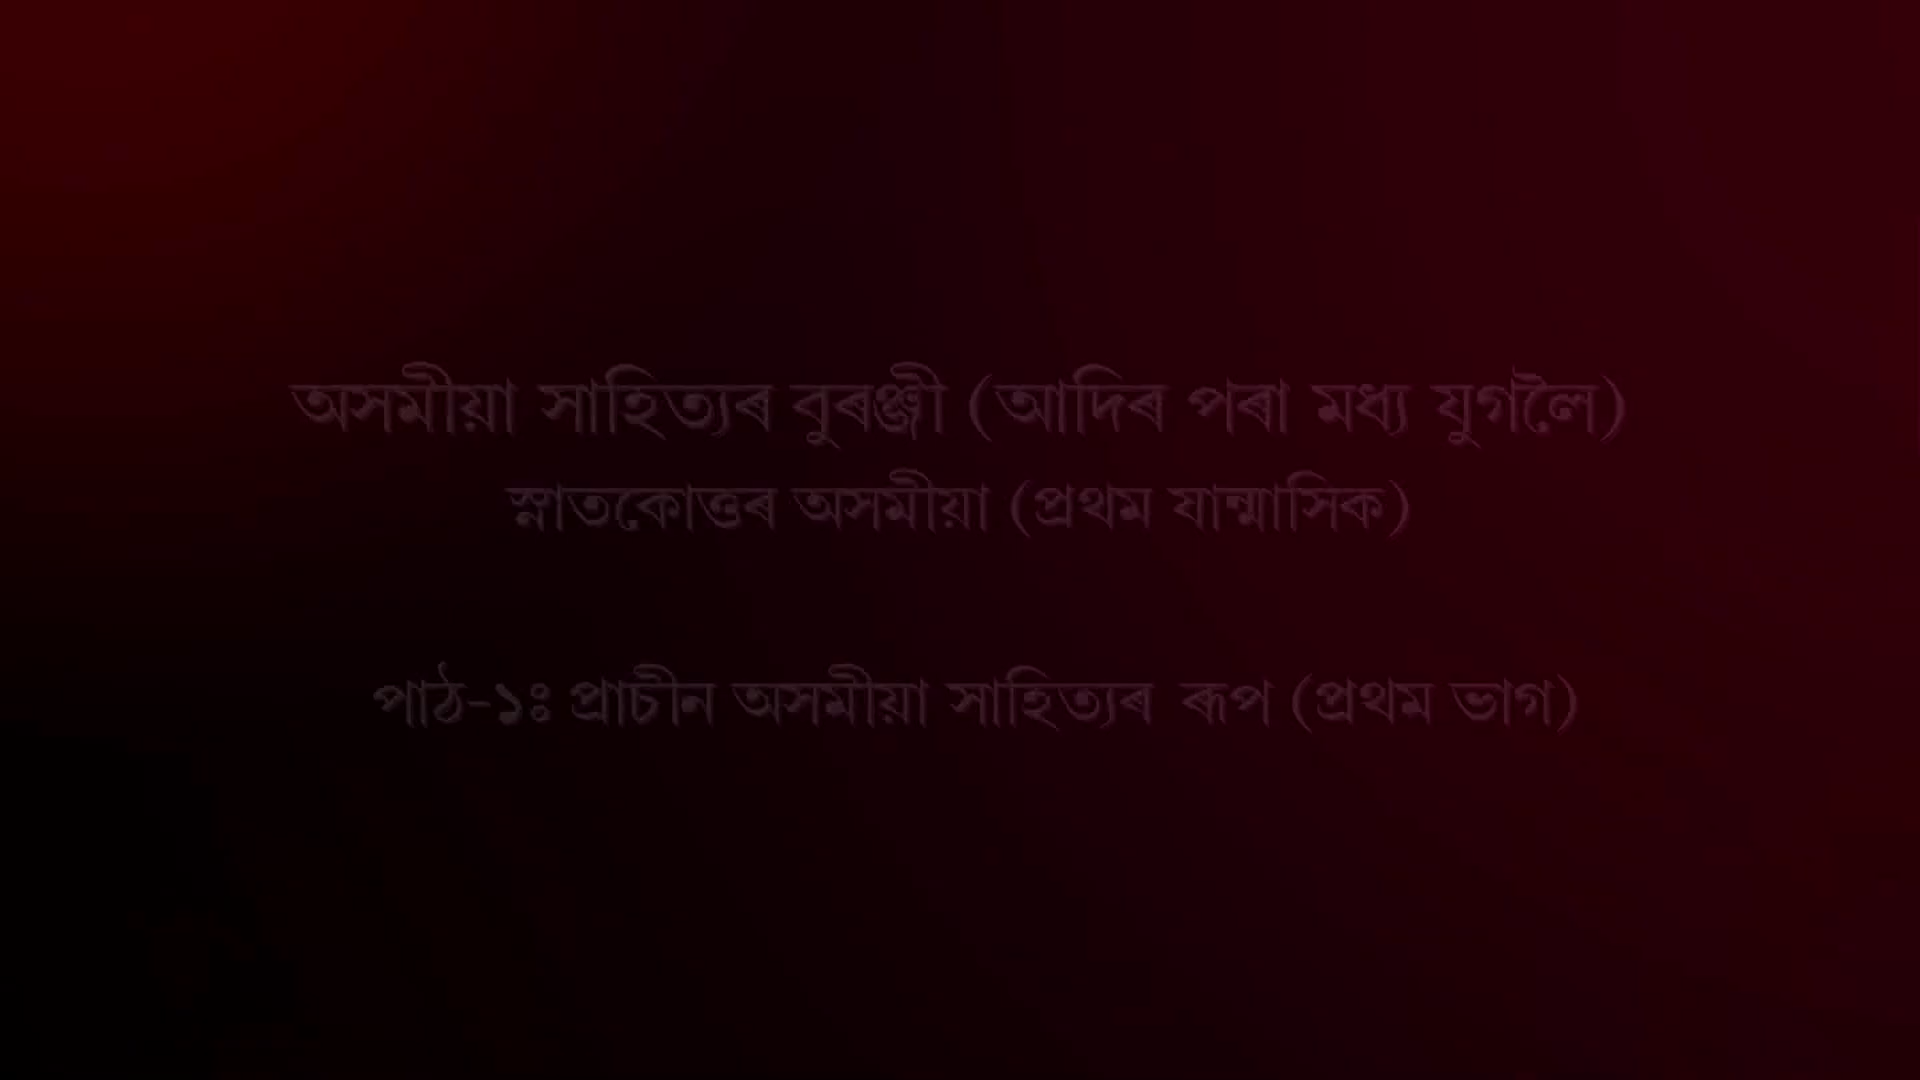 অসমীয়া সাহিত্যৰ বুৰঞ্জী (আদিৰ পৰা মধ্য যুগলৈ)
স্নাতকোত্তৰ অসমীয়া (প্ৰথম যান্মাসিক)
পাঠ-১ঃ প্ৰাচীন অসমীয়া সাহিত্যৰ ৰূপ (প্ৰথম ভাগ)